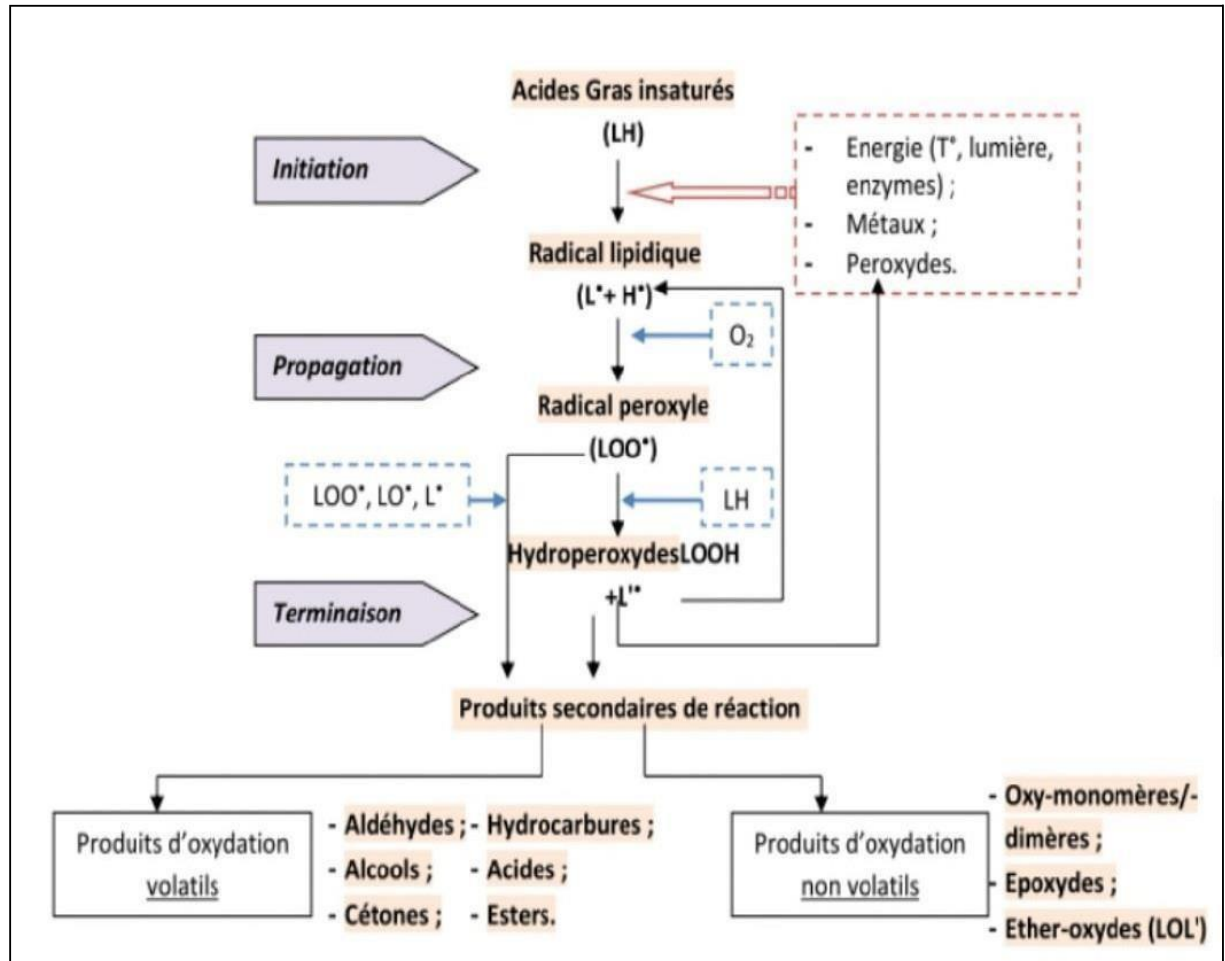 Acides Gras insaturés
(LH)
Initiation
- Energie (T°, lumière,
enzymes) ;
- Métaux ;
- Peroxydes.
Radical lipidique
(L•+ H•)
O₂
Propagation
Radical peroxyle
(LOO•)
LOO•, LO•, L•
LH
HydroperoxydesLOOH
+L'•
Terminaison
Produits secondaires de réaction
Produits d'oxydation
volatils
- Aldéhydes ; - Hydrocarbures ;
- Alcools ; - Acides ;
- Cétones ; - Esters.
Produits d'oxydation
non volatils
- Oxy-monomères/-
dimères ;
- Epoxydes ;
- Ether-oxydes (LOL')